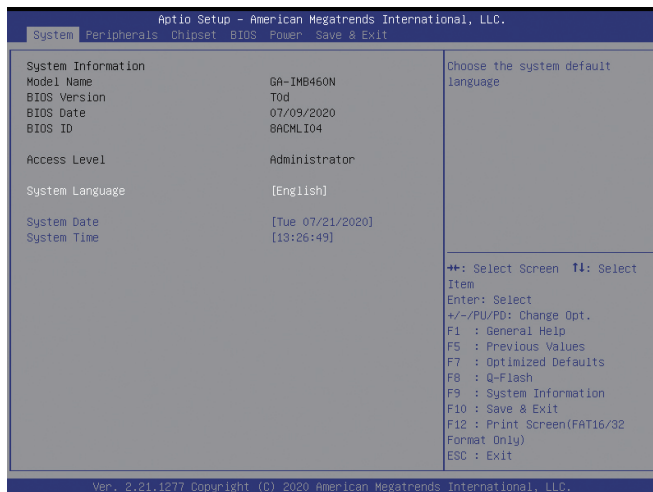 Aptio Setup – American Megatrends International, LLC.
System Peripherals Chipset BIOS Power Save & Exit
System Information
Model Name GA-IMB460N
BIOS Version T0d
BIOS Date 07/09/2020
BIOS ID 8ACMLI04
Access Level Administrator
System Language [English]
System Date [Tue 07/21/2020]
System Time [13:26:49]
Choose the system default
language
→←: Select Screen ↑↓: Select
Item
Enter: Select
+/-/PU/PD: Change Opt.
F1 : General Help
F5 : Previous Values
F7 : Optimized Defaults
F8 : Q-Flash
F9 : System Information
F10 : Save & Exit
F12 : Print Screen(FAT16/32
Format Only)
ESC : Exit
Ver. 2.21.1277 Copyright (C) 2020 American Megatrends International, LLC.